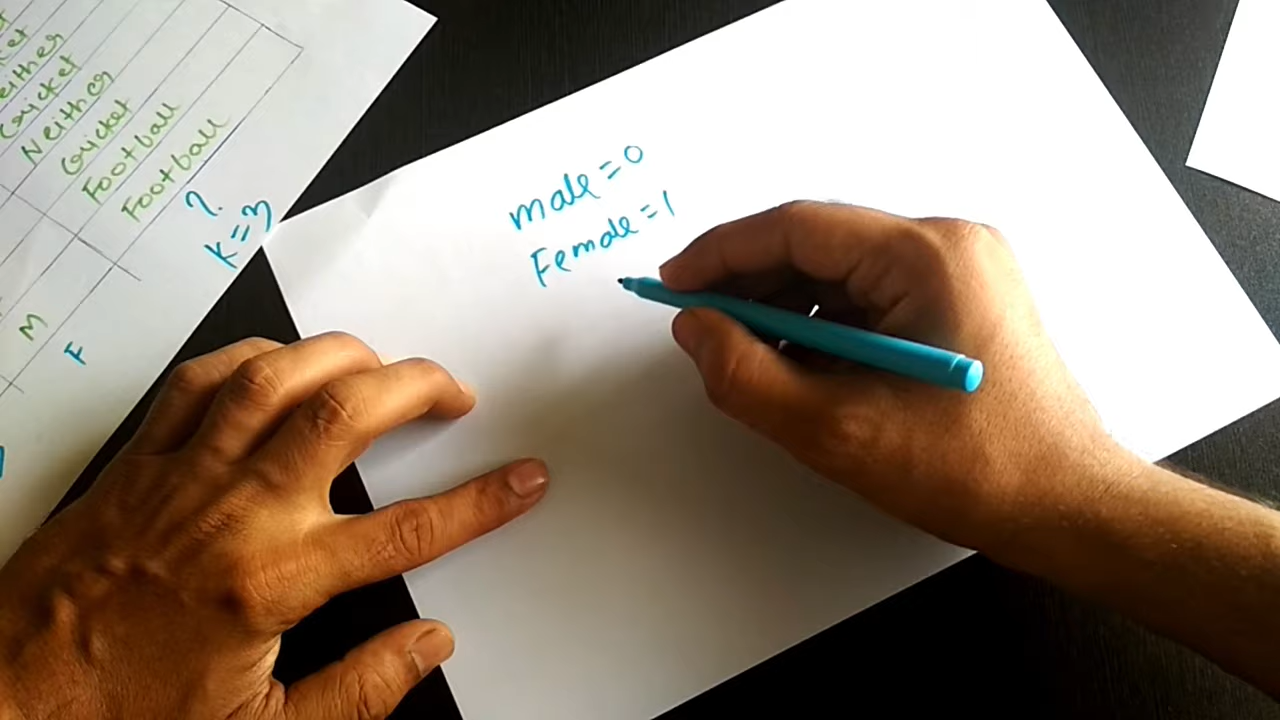 Neither
Cricket
Neither
Cricket
Football
Football
?
K=3
M
F
male=0
Female=1